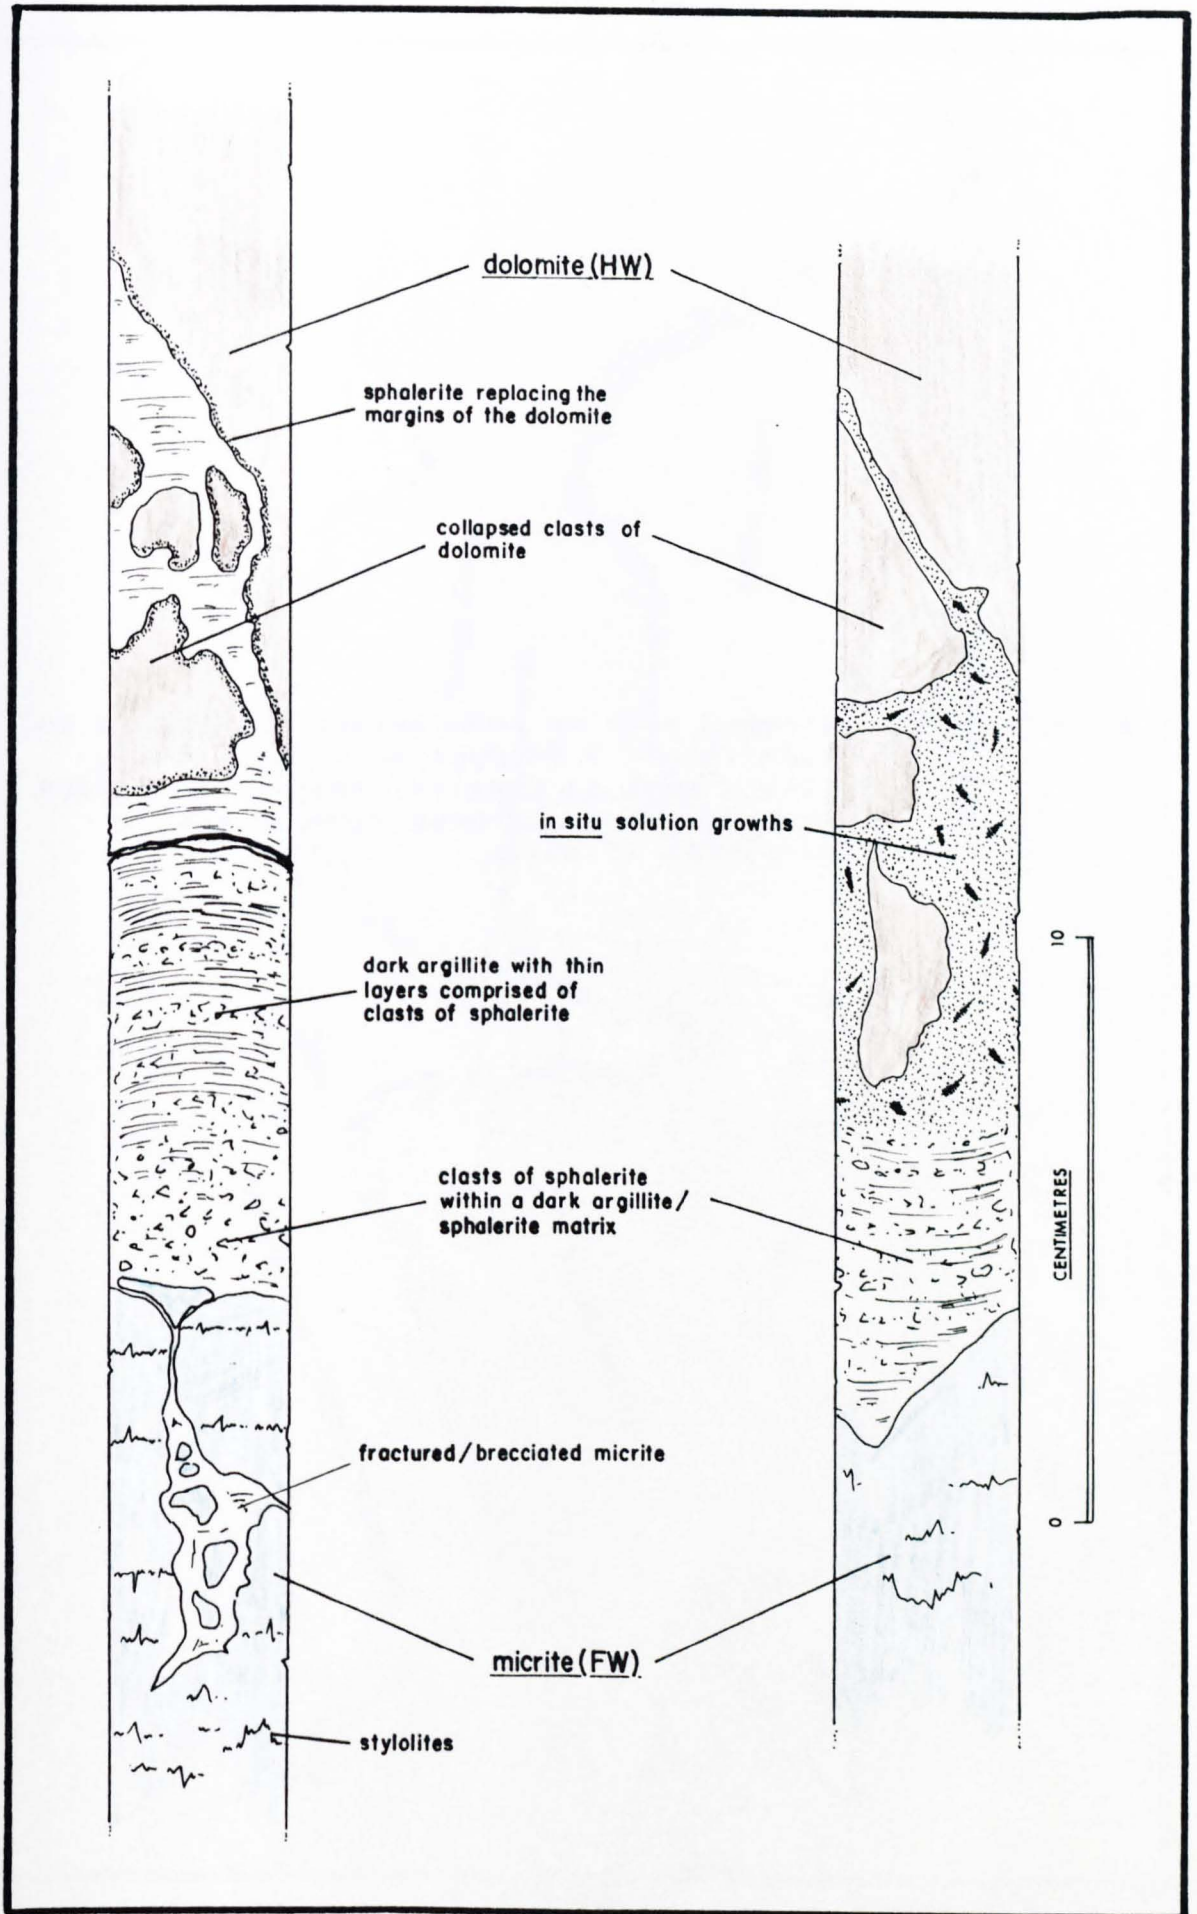 dolomite (HW)
sphalerite replacing the
margins of the dolomite
collapsed clasts of
dolomite
in situ solution growths
dark argillite with thin
layers comprised of
clasts of sphalerite
10
clasts of sphalerite
within a dark argillite/
sphalerite matrix
CENTIMETRES
fractured/brecciated micrite
0
micrite (FW)
stylolites